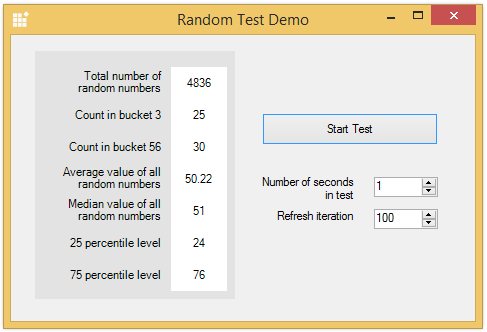 Random Test Demo
Total number of
random numbers
4836
Count in bucket 3
25
Count in bucket 56
30
Average value of all
random numbers
50.22
Median value of all
random numbers
51
25 percentile level
24
75 percentile level
76
Start Test
Number of seconds
in test
1
Refresh iteration
100